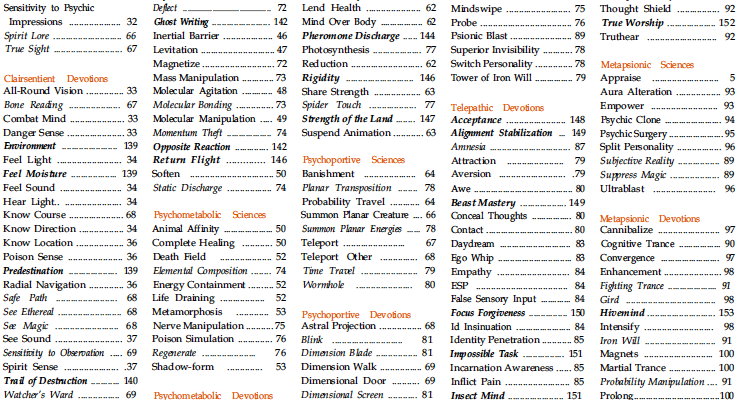 Sensitivity to Psychic
Impressions 32
Spirit Lore 66
True Sight 67
Clairsentient Devotions
All-Round Vision 33
Bone Reading 67
Combat Mind 33
Danger Sense 33
Environment 139
Feel Light 34
Feel Moisture 139
Feel Sound 34
Hear Light.. 34
Know Course 68
Know Direction 34
Know Location 36
Poison Sense 36
Predestination 139
Radial Navigation 36
Safe Path 68
See Ethereal 68
See Magic 68
See Sound 37
Sensitivity to Observation 69
Spirit Sense 37
Trail of Destruction 140
Watcher's Ward 69
Deflect 72
Ghost Writing 142
Inertial Barrier 46
Levitation 47
Magnetize 72
Mass Manipulation 73
Molecular Agitation 48
Molecular Bonding 73
Molecular Manipulation 49
Momentum Theft 74
Opposite Reaction 142
Return Flight 146
Soften 50
Static Discharge 74
Psychometabolic Sciences
Animal Affinity 50
Complete Healing 50
Death Field 52
Elemental Composition 74
Energy Containment 52
Life Draining 52
Metamorphosis 53
Nerve Manipulation 75
Poison Simulation 76
Regenerate 76
Shadow-form 53
Psychometabolic Devotions
Lend Health 62
Mind Over Body 62
Pheromone Discharge 144
Photosynthesis 77
Reduction 62
Rigidity 146
Share Strength 63
Spider Touch 77
Strength of the Land 147
Suspend Animation 63
Psychoportive Sciences
Banishment 64
Planar Transposition 78
Probability Travel 64
Summon Planar Creature 66
Summon Planar Energies 78
Teleport 67
Teleport Other 68
Time Travel 79
Wormhole 80
Psychoportive Devotions
Astral Projection 68
Blink 81
Dimension Blade 81
Dimension Walk 69
Dimensional Door 69
Dimensional Screen 81
Mindswipe 75
Probe 76
Psionic Blast 89
Superior Invisibility 78
Switch Personality 78
Tower of Iron Will 79
Telepathic Devotions
Acceptance 148
Alignment Stabilization 149
Amnesia 87
Attraction 79
Aversion .79
Awe 80
Beast Mastery 149
Conceal Thoughts 80
Contact 80
Daydream 83
Ego Whip 83
Empathy 84
ESP 84
False Sensory Input 84
Focus Forgiveness 150
Id Insinuation 84
Identity Penetration 85
Impossible Task 151
Incarnation Awareness 85
Inflict Pain 85
Insect Mind 151
Thought Shield 92
True Worship 152
Truthear 92
Metapsionic Sciences
Appraise 5
Aura Alteration 93
Empower 93
Psychic Clone 94
Psychic Surgery 95
Split Personality 96
Subjective Reality 89
Suppress Magic 89
Ultrablast 96
Metapsionic Devotions
Cannibalize 97
Cognitive Trance 90
Convergence 97
Enhancement 98
Fighting Trance 91
Gird 98
Hivemind 153
Intensify 98
Iron Will 91
Magnets 100
Martial Trance 100
Probability Manipulation 91
Prolong 100